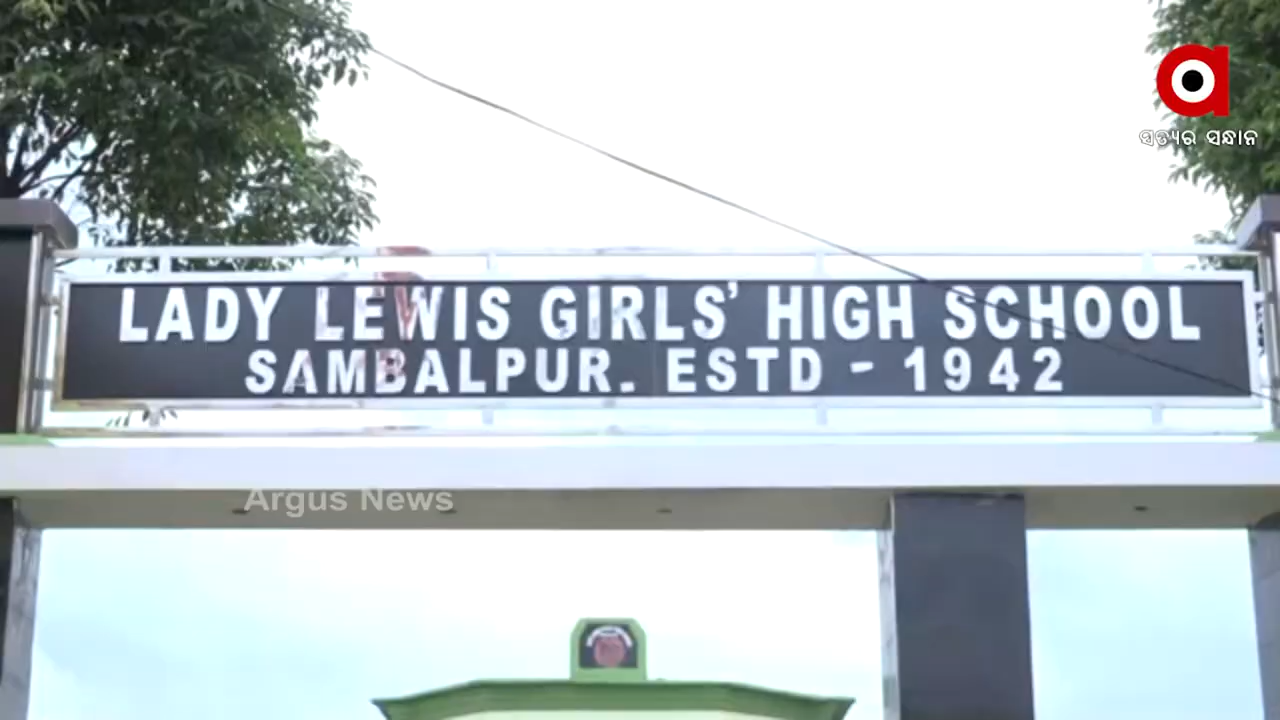 ସତ୍ୟର ସନ୍ଧାନ
LADY LEWIS GIRLS' HIGH SCHOOL
SAMBALPUR. ESTD - 1942
Argus News